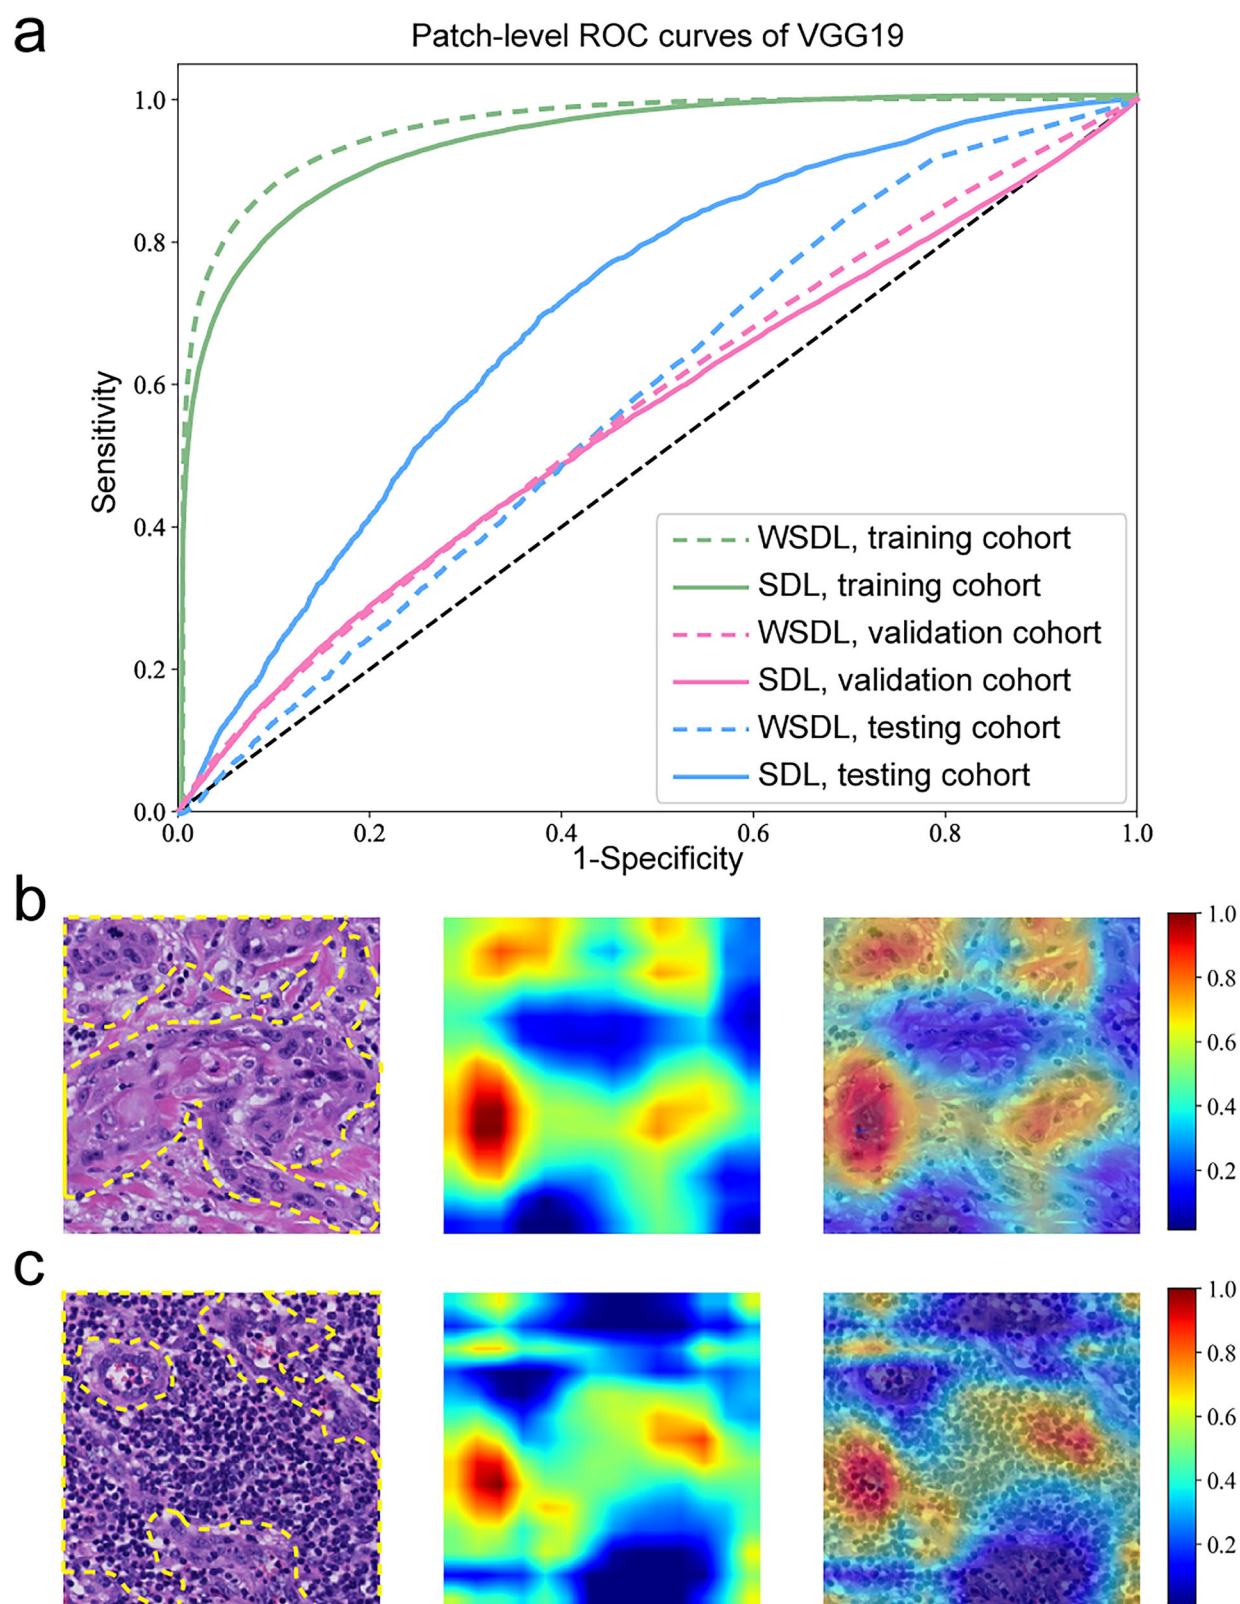 a
Patch-level ROC curves of VGG19
1.0
0.8
0.6
0.4
0.2
0.0
Sensitivity
WSDL, training cohort
SDL, training cohort
WSDL, validation cohort
SDL, validation cohort
WSDL, testing cohort
SDL, testing cohort
0.0 0.2 0.4 0.6 0.8 1.0
1-Specificity
b
1.0
0.8
0.6
0.4
0.2
c
1.0
0.8
0.6
0.4
0.2